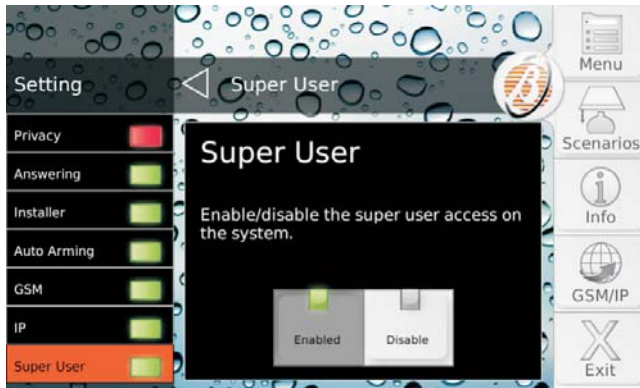 Setting
Super User
Privacy
Answering
Installer
Auto Arming
GSM
IP
Super User
Super User
Enable/disable the super user access on
the system.
Enabled
Disable
Menu
Scenarios
Info
GSM/IP
Exit